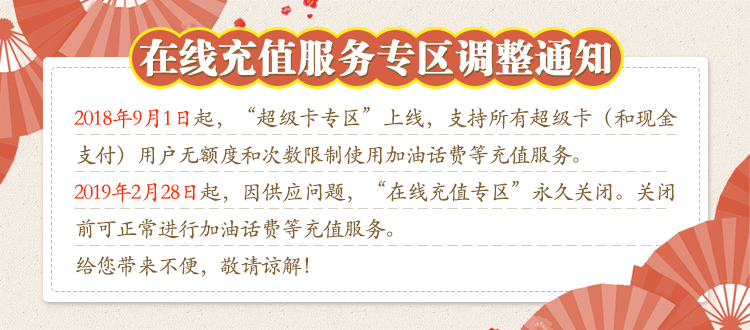 在线充值服务专区调整通知
2018年9月1日起，“超级卡专区”上线，支持所有超级卡（和现金
支付）用户无额度和次数限制使用加油话费等充值服务。
2019年2月28日起，因供应问题，“在线充值专区”永久关闭。关闭
前可正常进行加油话费等充值服务。
给您带来不便，敬请谅解！